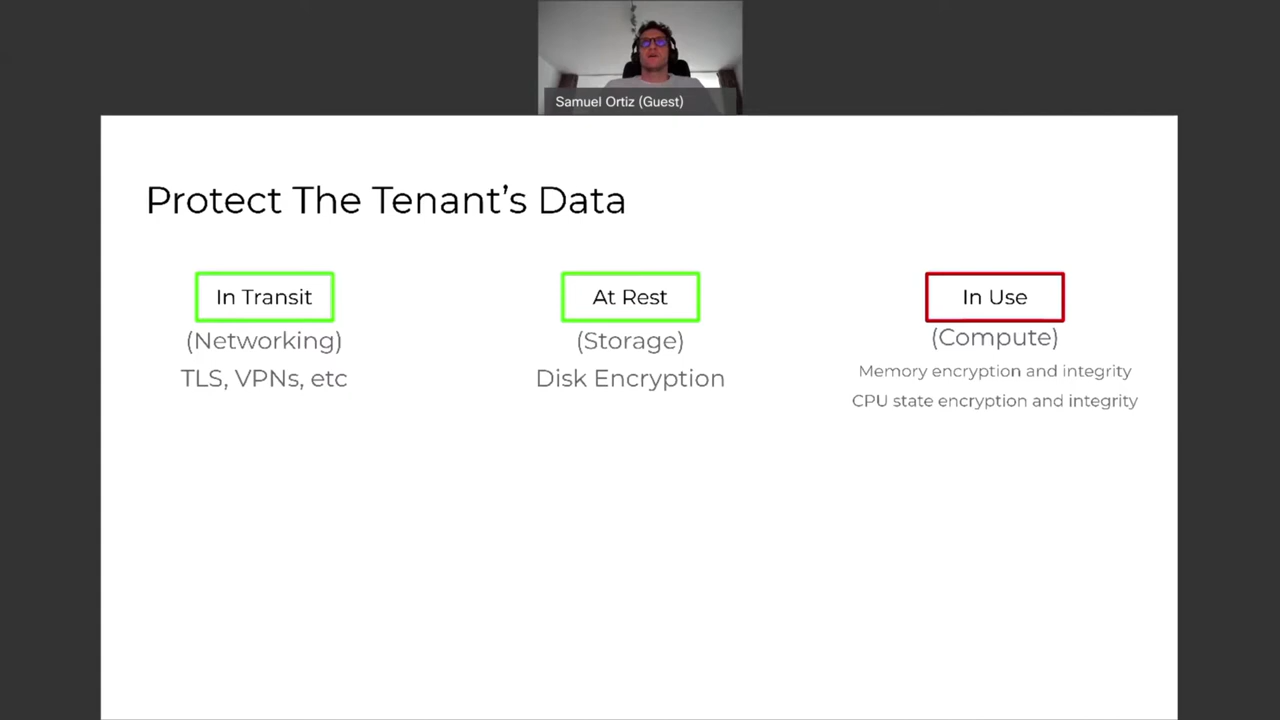 Samuel Ortiz (Guest)
Protect The Tenant's Data
In Transit
(Networking)
TLS, VPNs, etc
At Rest
(Storage)
Disk Encryption
In Use
(Compute)
Memory encryption and integrity
CPU state encryption and integrity